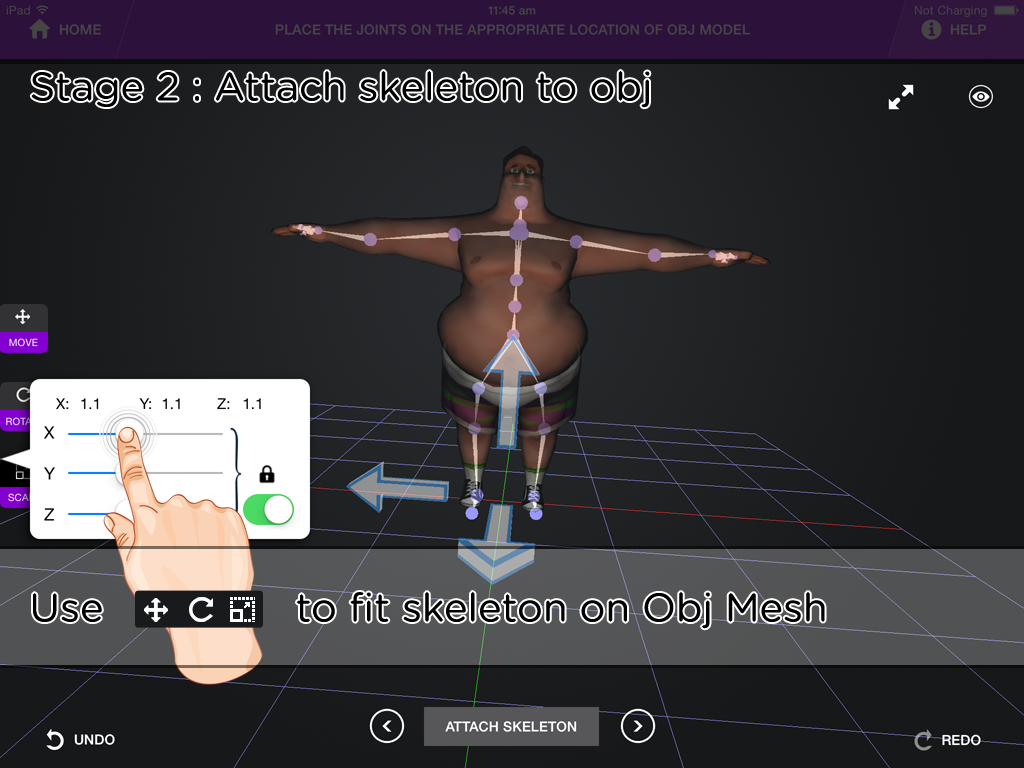 iPad 11:45 am Not Charging
HOME PLACE THE JOINTS ON THE APPROPRIATE LOCATION OF OBJ MODEL HELP
Stage 2 : Attach skeleton to obj
MOVE
X: 1.1 Y: 1.1 Z: 1.1
X
Y
Z
Use to fit skeleton on Obj Mesh
UNDO ATTACH SKELETON REDO